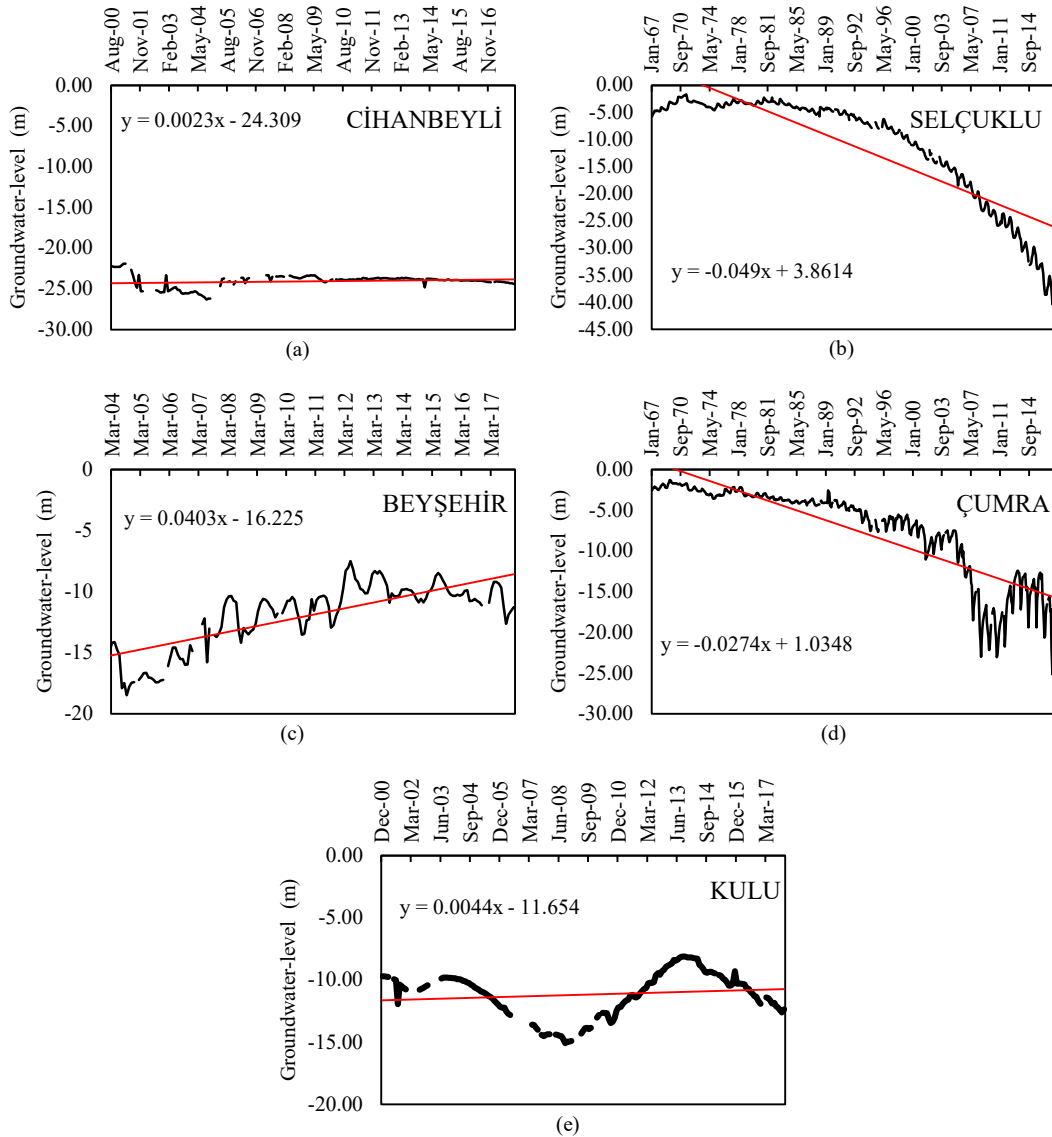 Aug-00
Nov-01
Feb-03
May-04
Aug-05
Nov-06
Feb-08
May-09
Aug-10
Nov-11
Feb-13
May-14
Aug-15
Nov-16
0.00
-5.00
-10.00
-15.00
-20.00
-25.00
-30.00
Groundwater-level (m)
y = 0.0023x - 24.309
CİHANBEYLİ
(a)
Jan-67
Sep-70
May-74
Jan-78
Sep-81
May-85
Jan-89
Sep-92
May-96
Jan-00
Sep-03
May-07
Jan-11
Sep-14
0.00
-5.00
-10.00
-15.00
-20.00
-25.00
-30.00
-35.00
-40.00
-45.00
Groundwater-level (m)
SELÇUKLU
y = -0.049x + 3.8614
(b)
Mar-04
Mar-05
Mar-06
Mar-07
Mar-08
Mar-09
Mar-10
Mar-11
Mar-12
Mar-13
Mar-14
Mar-15
Mar-16
Mar-17
0
-5
-10
-15
-20
Groundwater-level (m)
BEYŞEHİR
y = 0.0403x - 16.225
(c)
Jan-67
Sep-70
May-74
Jan-78
Sep-81
May-85
Jan-89
Sep-92
May-96
Jan-00
Sep-03
May-07
Jan-11
Sep-14
0.00
-5.00
-10.00
-15.00
-20.00
-25.00
-30.00
Groundwater-level (m)
ÇUMRA
y = -0.0274x + 1.0348
(d)
Dec-00
Mar-02
Jun-03
Sep-04
Dec-05
Mar-07
Jun-08
Sep-09
Dec-10
Mar-12
Jun-13
Sep-14
Dec-15
Mar-17
0.00
-5.00
-10.00
-15.00
-20.00
Groundwater-level (m)
KULU
y = 0.0044x - 11.654
(e)